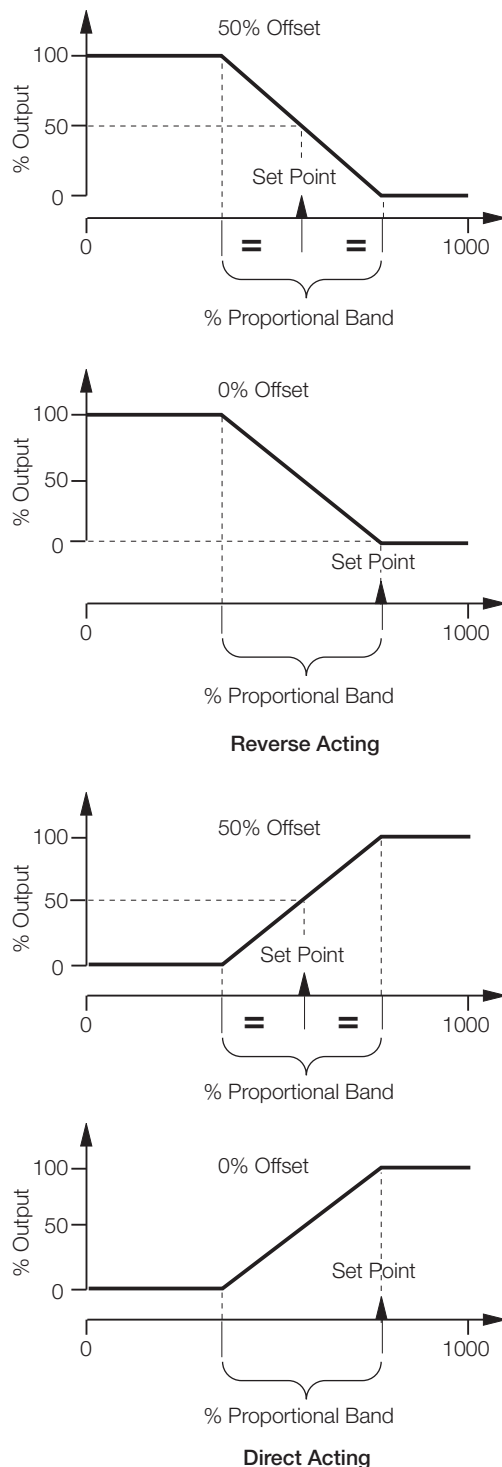 50% Offset
100
50
0
% Output
Set Point
0
1000
= =
% Proportional Band
0% Offset
100
50
0
% Output
Set Point
0
1000
% Proportional Band
Reverse Acting
50% Offset
100
50
0
% Output
Set Point
0
1000
= =
% Proportional Band
0% Offset
100
50
0
% Output
Set Point
0
1000
% Proportional Band
Direct Acting